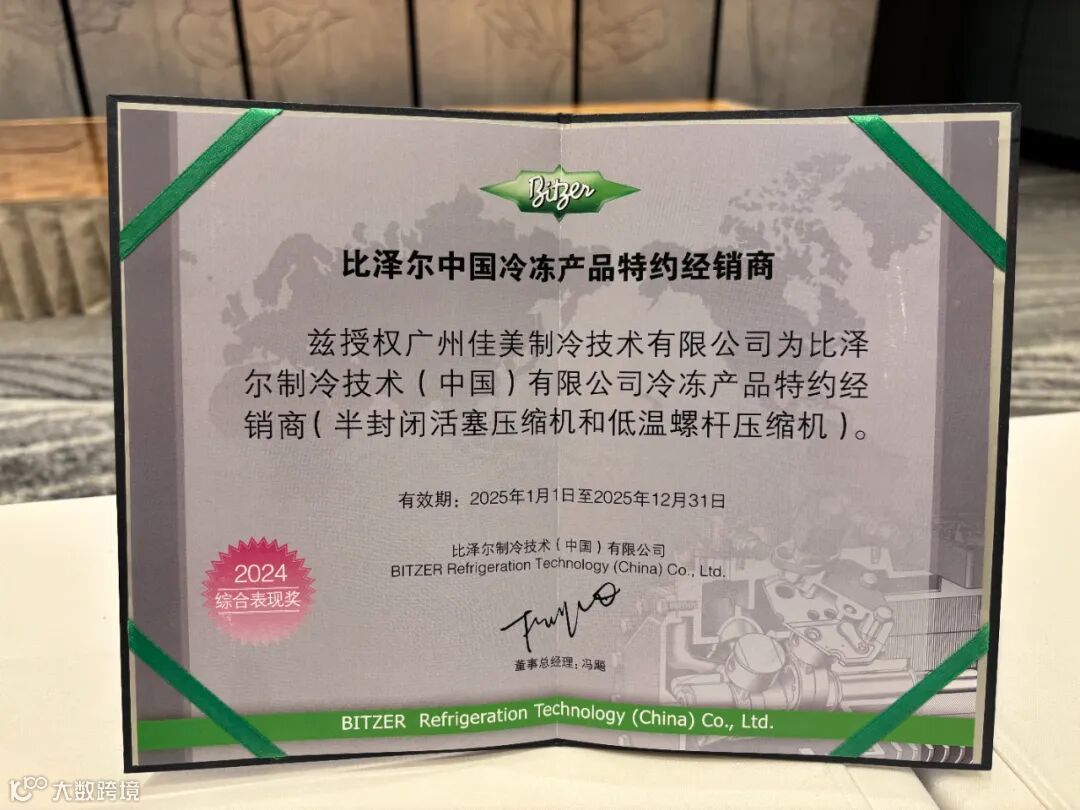 Bitzer
比泽尔中国冷冻产品特约经销商
兹授权广州佳美制冷技术有限公司为比泽
尔制冷技术（中国）有限公司冷冻产品特约经
销商（半封闭活塞压缩机和低温螺杆压缩机）。
有效期：2025年1月1日至2025年12月31日
比泽尔制冷技术（中国）有限公司
BITZER Refrigeration Technology (China) Co., Ltd.
2024
综合表现奖
董事总经理：冯飚
BITZER Refrigeration Technology (China) Co., Ltd.
大数跨境